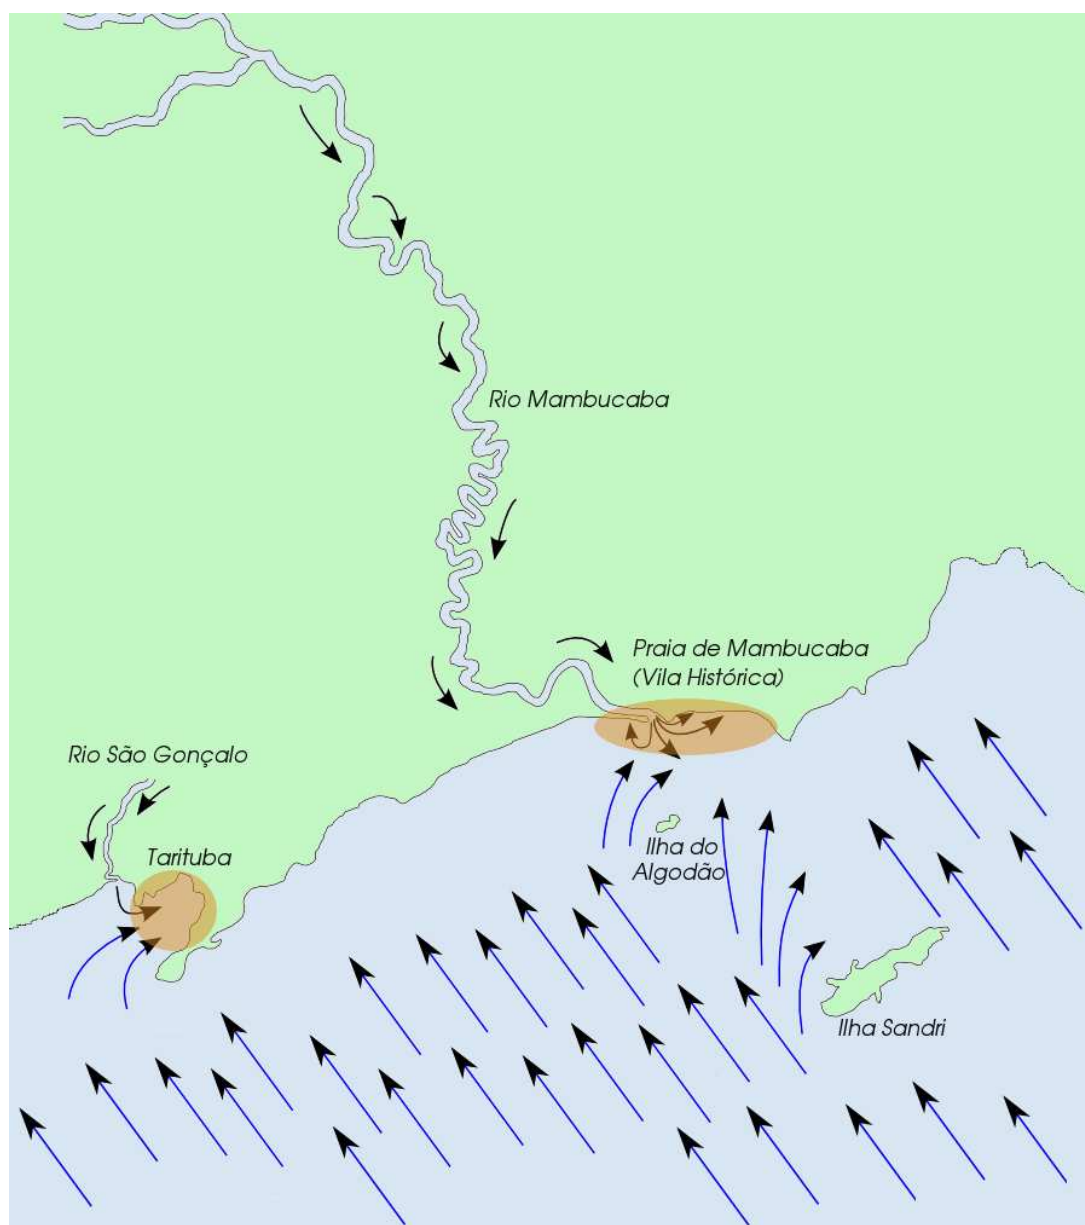 Rio Mambucaba
Praia de Mambucaba
(Vila Histórica)
Rio São Gonçalo
Tarituba
Ilha do
Algodão
Ilha Sandri